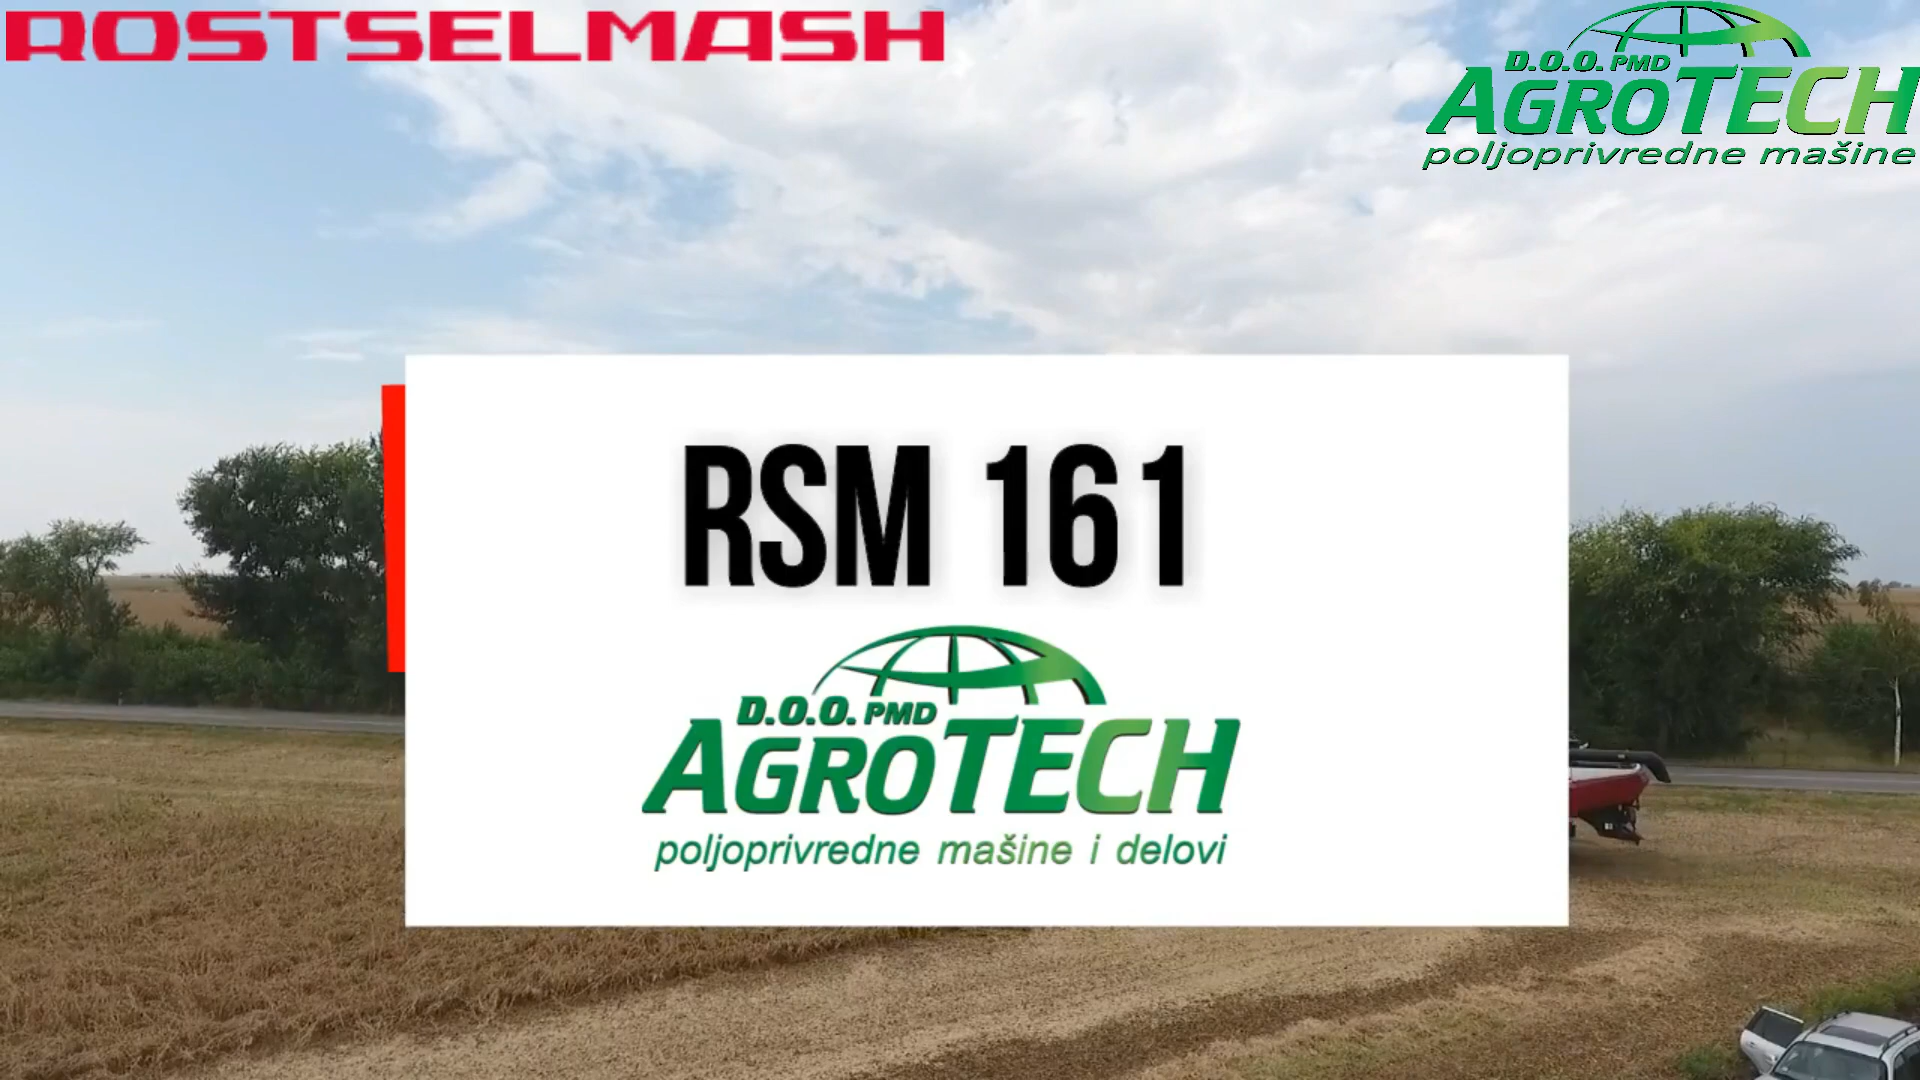 ROSTSELMASH
D.O.O. PMD
AGROTECH
poljoprivredne mašine
RSM 161
D.O.O. PMD
AGROTECH
poljoprivredne mašine i delovi